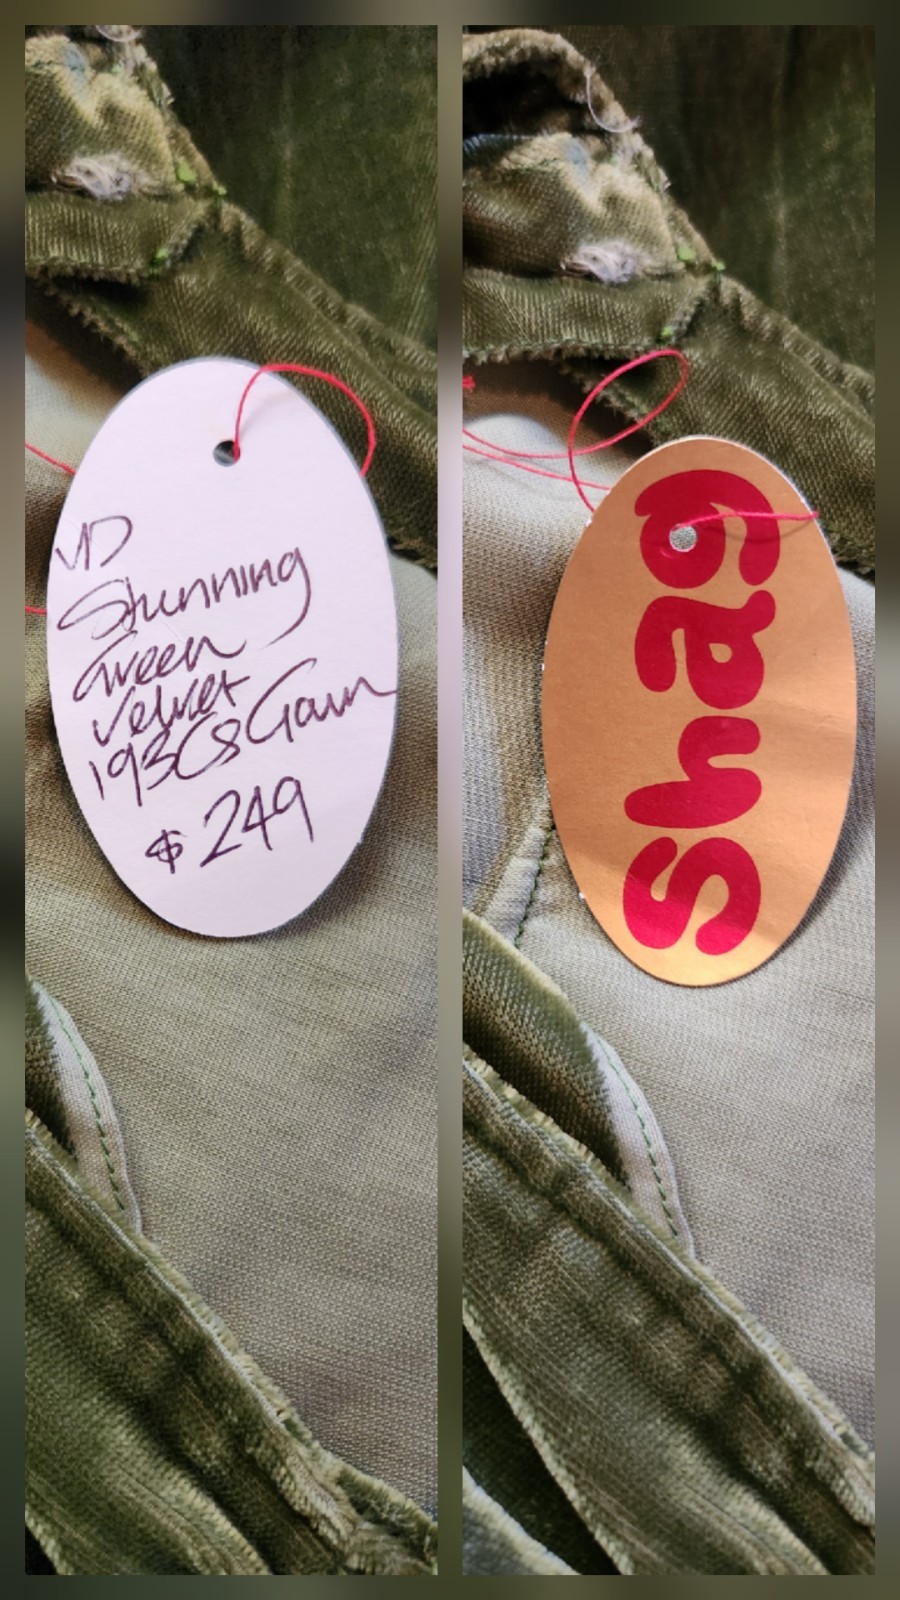 VD
Stunning
Green
Velvet
1930s Gown
$249
Shag